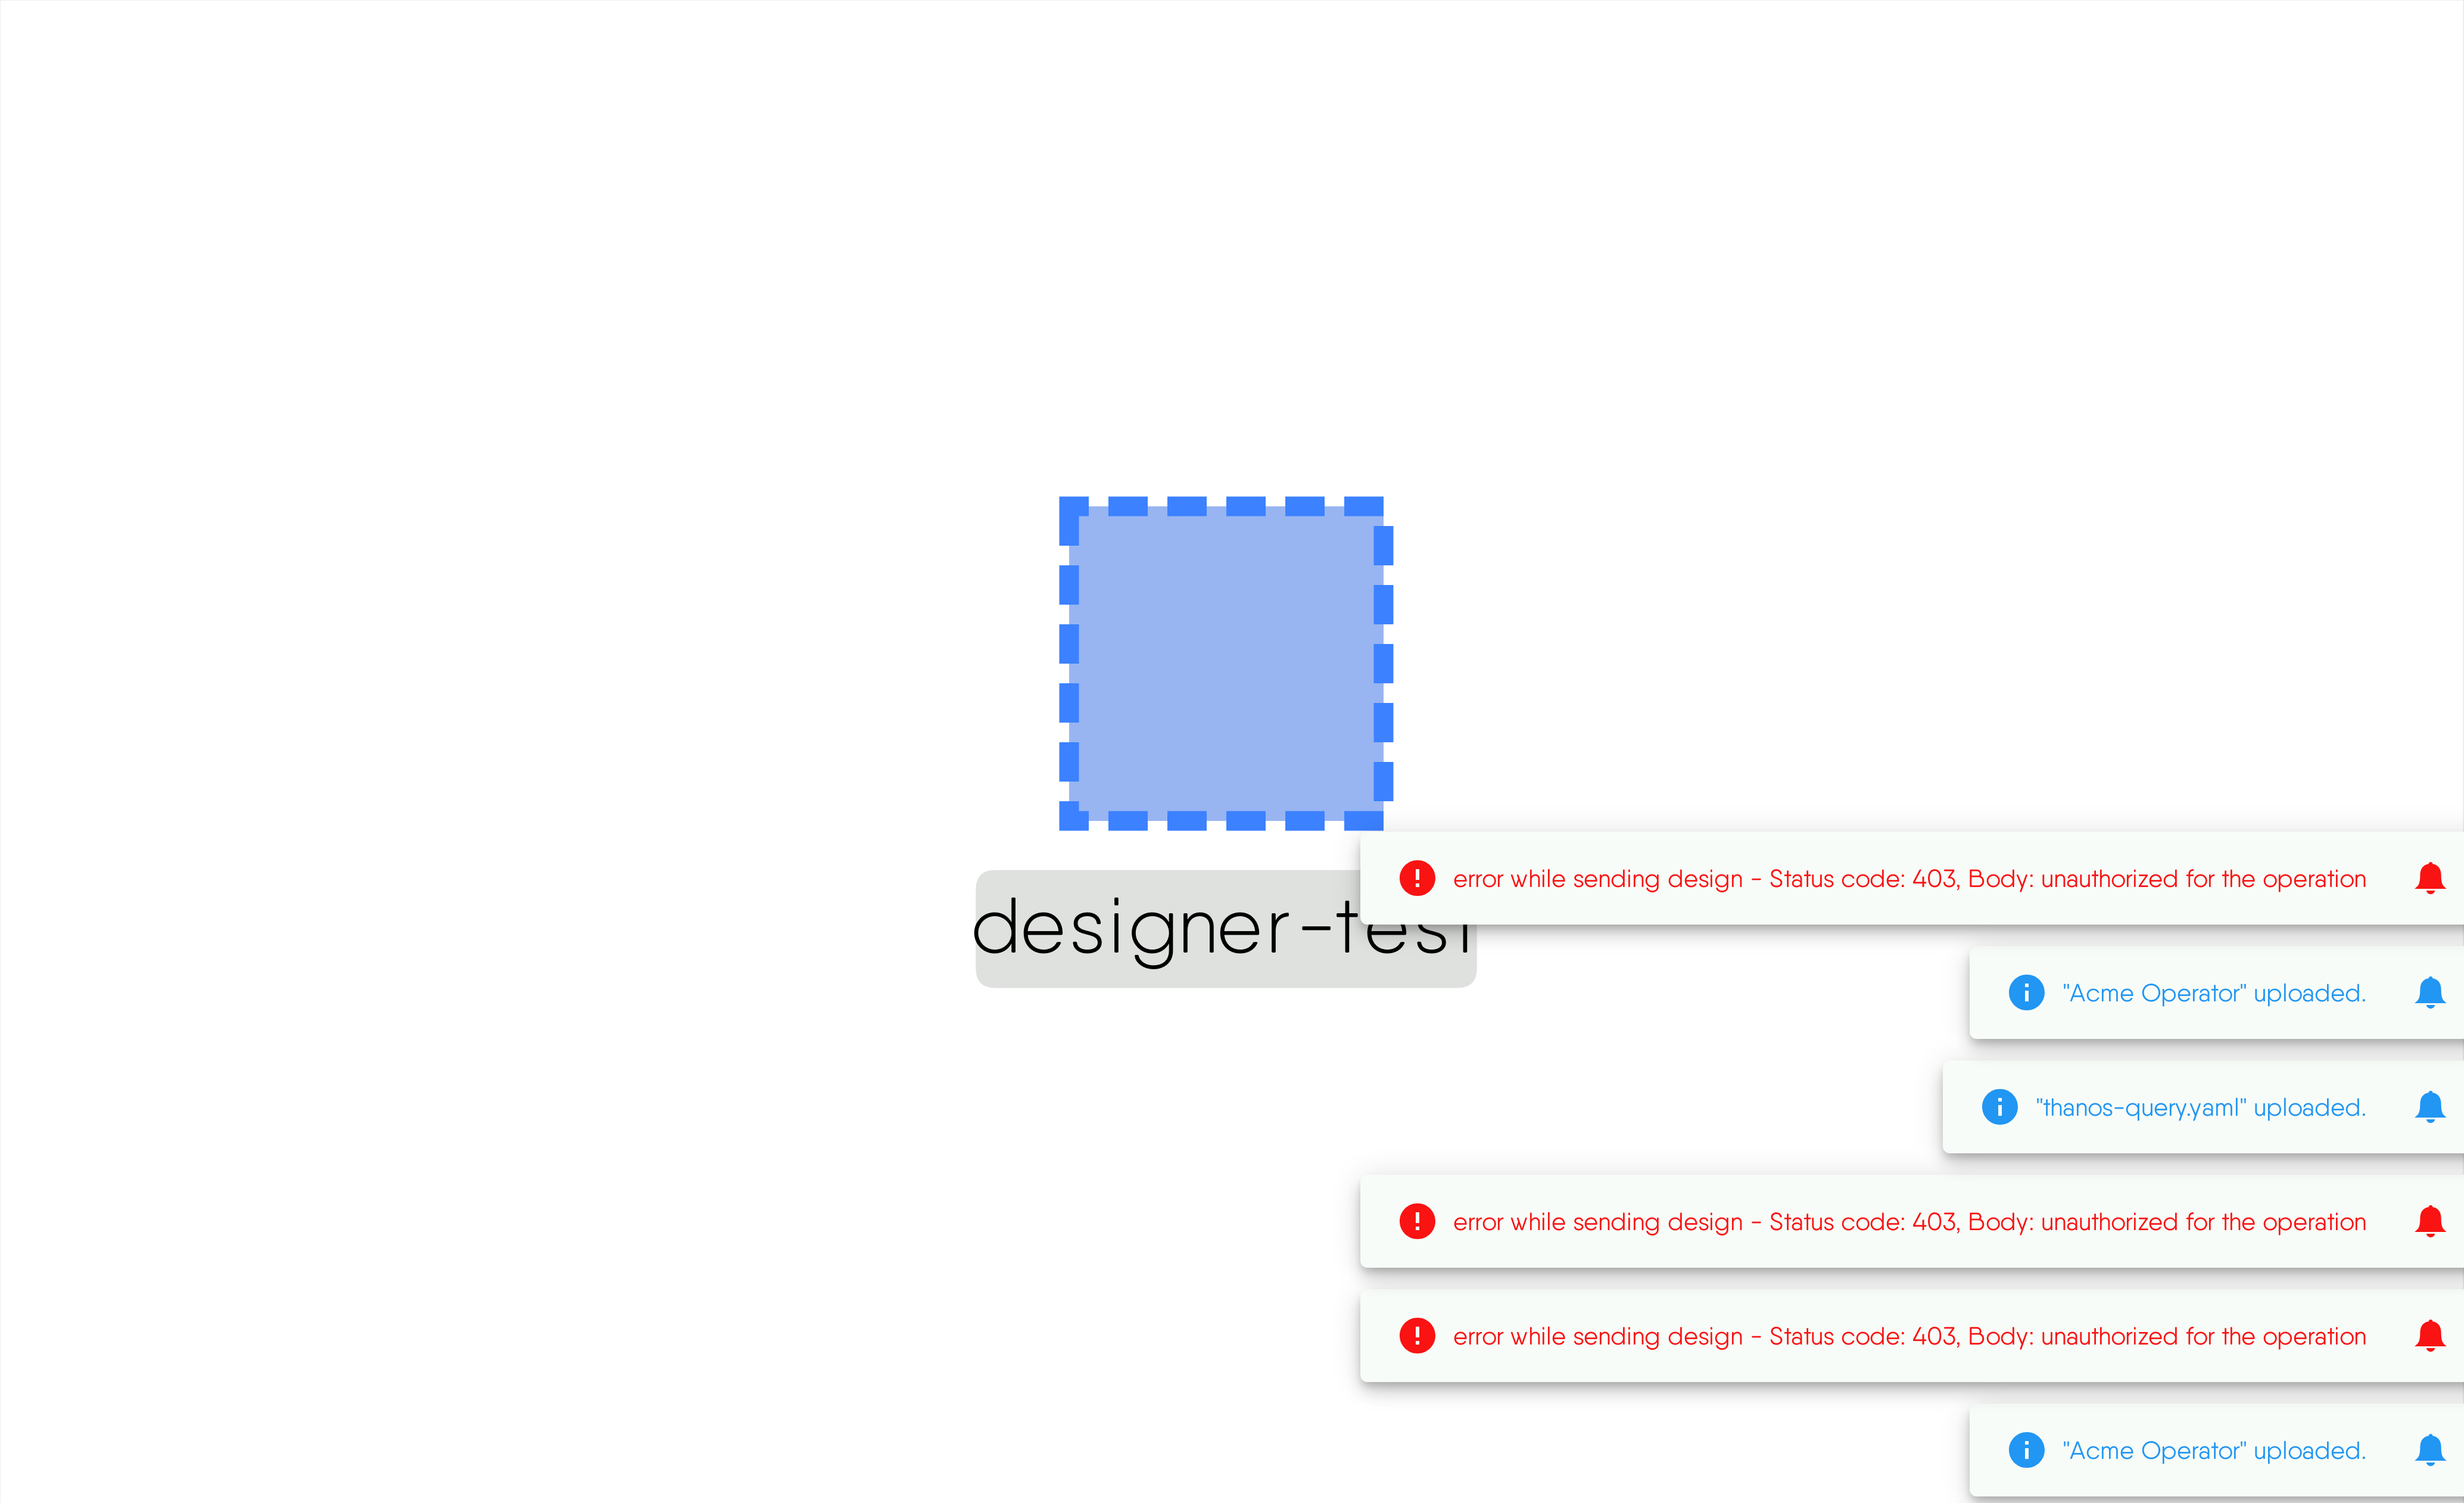 designer-test
error while sending design - Status code: 403, Body: unauthorized for the operation
"Acme Operator" uploaded.
"thanos-query.yaml" uploaded.
error while sending design - Status code: 403, Body: unauthorized for the operation
error while sending design - Status code: 403, Body: unauthorized for the operation
"Acme Operator" uploaded.